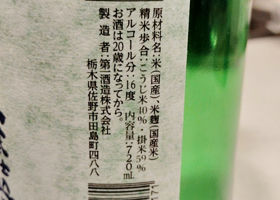 原材料名：米（国産）、米麹（国産米）
精米歩合：こうじ米40％・掛米59％
アルコール分：16度 内容量：720mL
お酒は20歳になってから。
製造者：第一酒造株式会社
栃木県佐野市田島町四八八